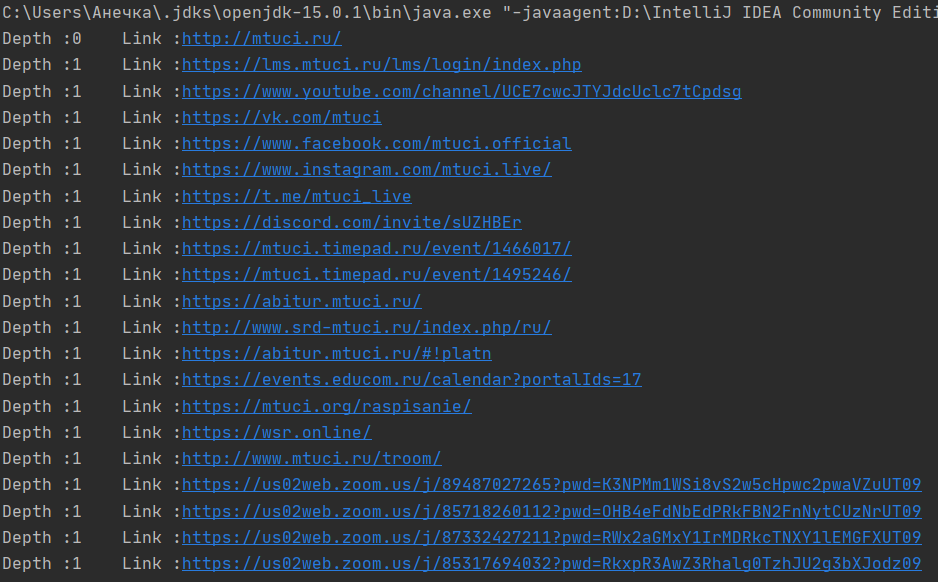 C:\Users\Анечка\.jdks\openjdk-15.0.1\bin\java.exe "-javaagent:D:\IntelliJ IDEA Community Editi
Depth :0    Link :http://mtuci.ru/
Depth :1    Link :https://lms.mtuci.ru/lms/login/index.php
Depth :1    Link :https://www.youtube.com/channel/UCE7cwcJTYJdcUclc7tCpdsg
Depth :1    Link :https://vk.com/mtuci
Depth :1    Link :https://www.facebook.com/mtuci.official
Depth :1    Link :https://www.instagram.com/mtuci.live/
Depth :1    Link :https://t.me/mtuci_live
Depth :1    Link :https://discord.com/invite/sUZHBEr
Depth :1    Link :https://mtuci.timepad.ru/event/1466017/
Depth :1    Link :https://mtuci.timepad.ru/event/1495246/
Depth :1    Link :https://abitur.mtuci.ru/
Depth :1    Link :http://www.srd-mtuci.ru/index.php/ru/
Depth :1    Link :https://abitur.mtuci.ru/#!platn
Depth :1    Link :https://events.educom.ru/calendar?portalIds=17
Depth :1    Link :https://mtuci.org/raspisanie/
Depth :1    Link :https://wsr.online/
Depth :1    Link :http://www.mtuci.ru/troom/
Depth :1    Link :https://us02web.zoom.us/j/89487027265?pwd=K3NPMm1WSi8vS2w5cHpwc2pwaVZuUT09
Depth :1    Link :https://us02web.zoom.us/j/85718260112?pwd=OHB4eFdNbEdPRkFBN2FnNytCUzNrUT09
Depth :1    Link :https://us02web.zoom.us/j/87332427211?pwd=RWx2aGMxY1IrMDRkcTNXY1lEMGFXUT09
Depth :1    Link :https://us02web.zoom.us/j/85317694032?pwd=RkxpR3AwZ3Rhalg0TzhJU2g3bXJodz09